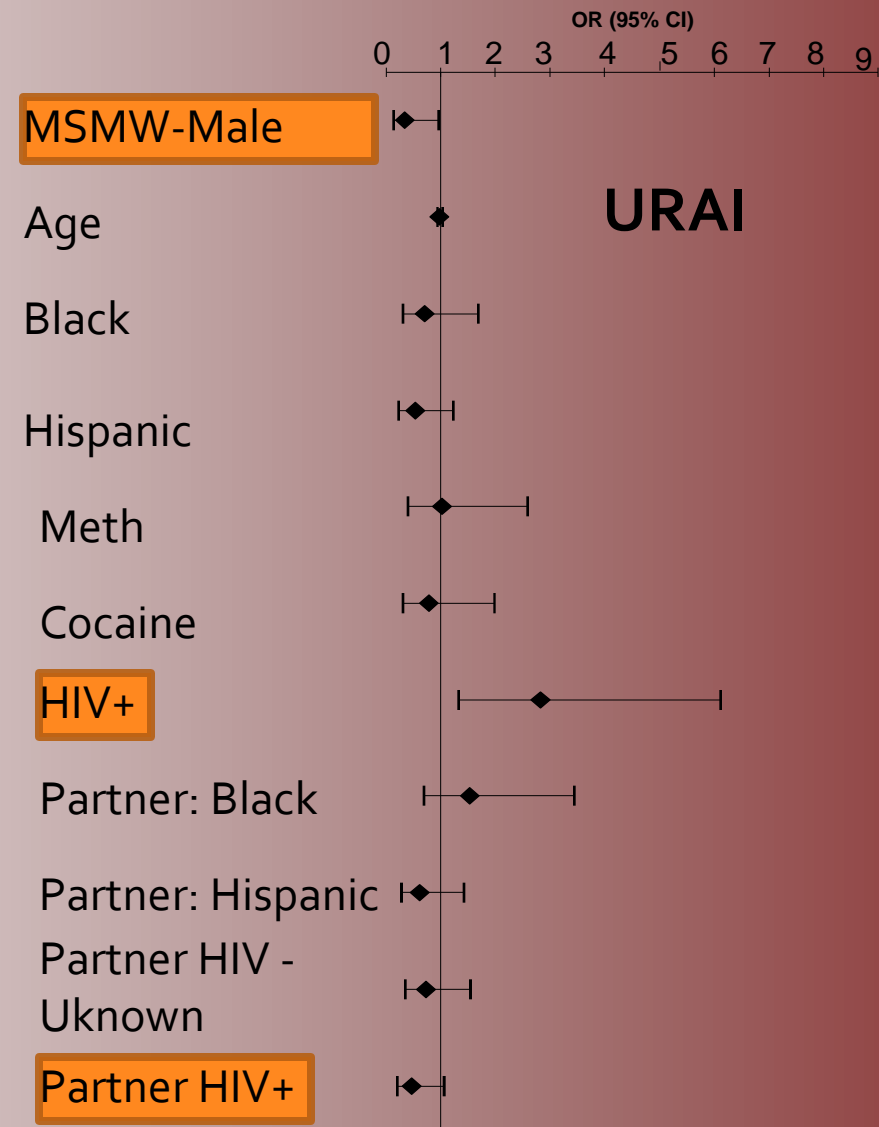 OR (95% CI)
0 1 2 3 4 5 6 7 8 9
MSMW-Male
URAI
Age
Black
Hispanic
Meth
Cocaine
HIV+
Partner: Black
Partner: Hispanic
Partner HIV -
Uknown
Partner HIV+